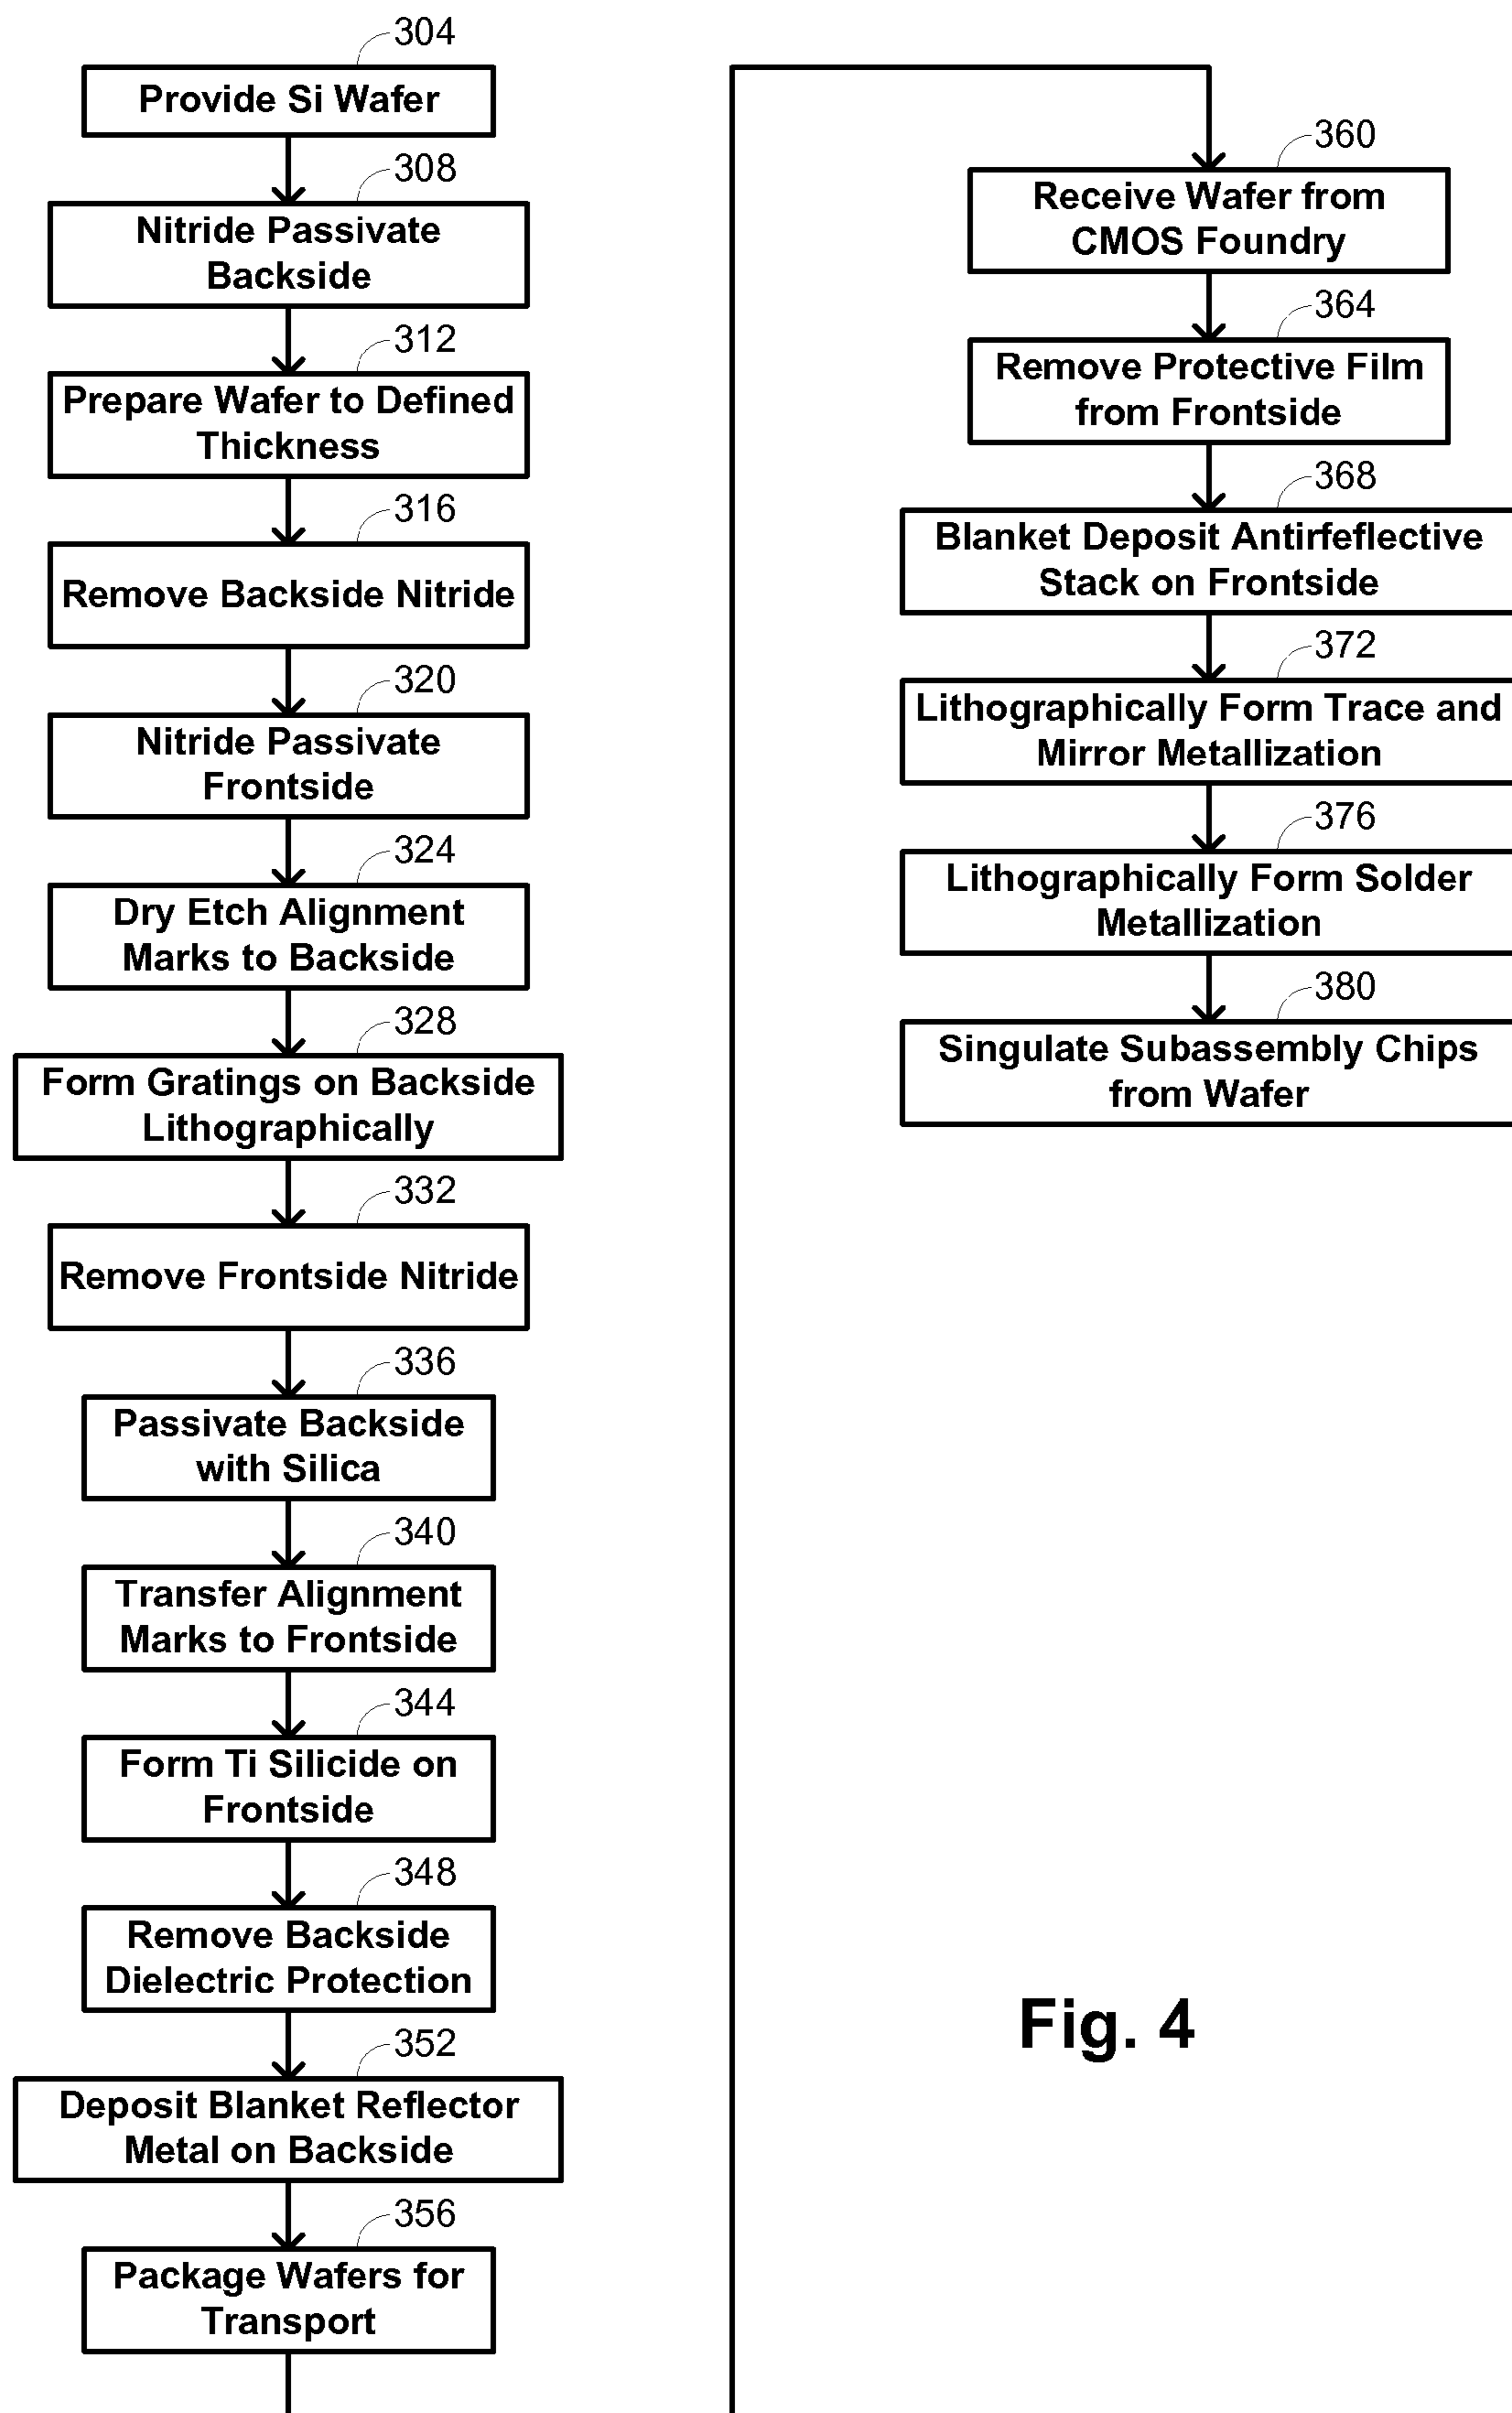 304
Provide Si Wafer
308
Nitride Passivate
Backside
312
Prepare Wafer to Defined
Thickness
316
Remove Backside Nitride
320
Nitride Passivate
Frontside
324
Dry Etch Alignment
Marks to Backside
328
Form Gratings on Backside
Lithographically
332
Remove Frontside Nitride
336
Passivate Backside
with Silica
340
Transfer Alignment
Marks to Frontside
344
Form Ti Silicide on
Frontside
348
Remove Backside
Dielectric Protection
352
Deposit Blanket Reflector
Metal on Backside
356
Package Wafers for
Transport
360
Receive Wafer from
CMOS Foundry
364
Remove Protective Film
from Frontside
368
Blanket Deposit Antirfeflective
Stack on Frontside
372
Lithographically Form Trace and
Mirror Metallization
376
Lithographically Form Solder
Metallization
380
Singulate Subassembly Chips
from Wafer
Fig. 4